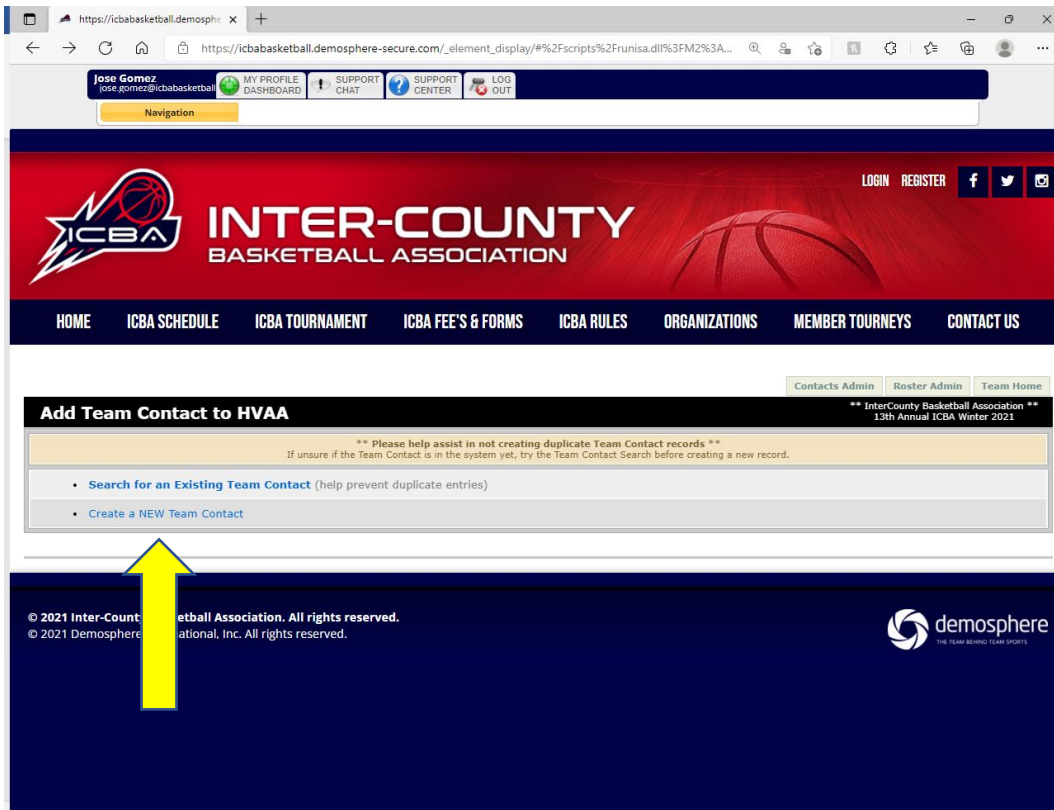 https://icbabasketball.demosphe
https://icbabasketball.demosphere-secure.com/_element_display/#%2Fscripts%2Frunisa.dll%3FM2%3A...
Jose Gomez
jose.gomez@icbabasketball
MY PROFILE DASHBOARD
SUPPORT CHAT
SUPPORT CENTER
LOG OUT
Navigation
LOGIN REGISTER
ICBA
INTER-COUNTY
BASKETBALL ASSOCIATION
HOME ICBA SCHEDULE ICBA TOURNAMENT ICBA FEE'S & FORMS ICBA RULES ORGANIZATIONS MEMBER TOURNEYS CONTACT US
Contacts Admin Roster Admin Team Home
Add Team Contact to HVAA
** InterCounty Basketball Association **
13th Annual ICBA Winter 2021
** Please help assist in not creating duplicate Team Contact records **
If unsure if the Team Contact is in the system yet, try the Team Contact Search before creating a new record.
• Search for an Existing Team Contact (help prevent duplicate entries)
• Create a NEW Team Contact
© 2021 Inter-Count etball Association. All rights reserved.
© 2021 Demosphere ational, Inc. All rights reserved.
demosphere
THE TEAM BEHIND TEAM SPORTS